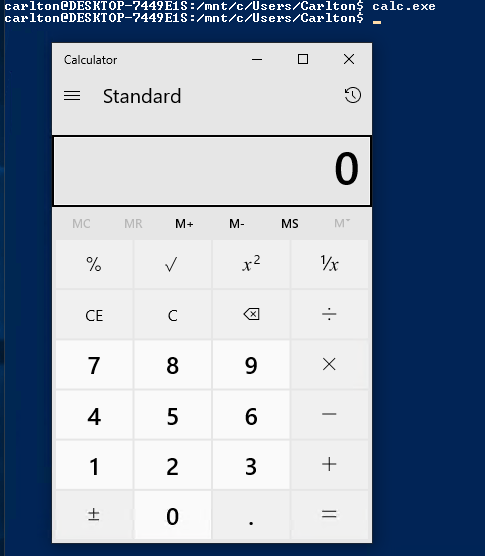 carlton@DESKTOP-7449E1S:/mnt/c/Users/Carlton$ calc.exe
carlton@DESKTOP-7449E1S:/mnt/c/Users/Carlton$
Calculator
Standard
0
MC MR M+ M- MS M˅
% √ x² ¹/x
CE C ÷
7 8 9 ×
4 5 6 −
1 2 3 +
± 0 . =